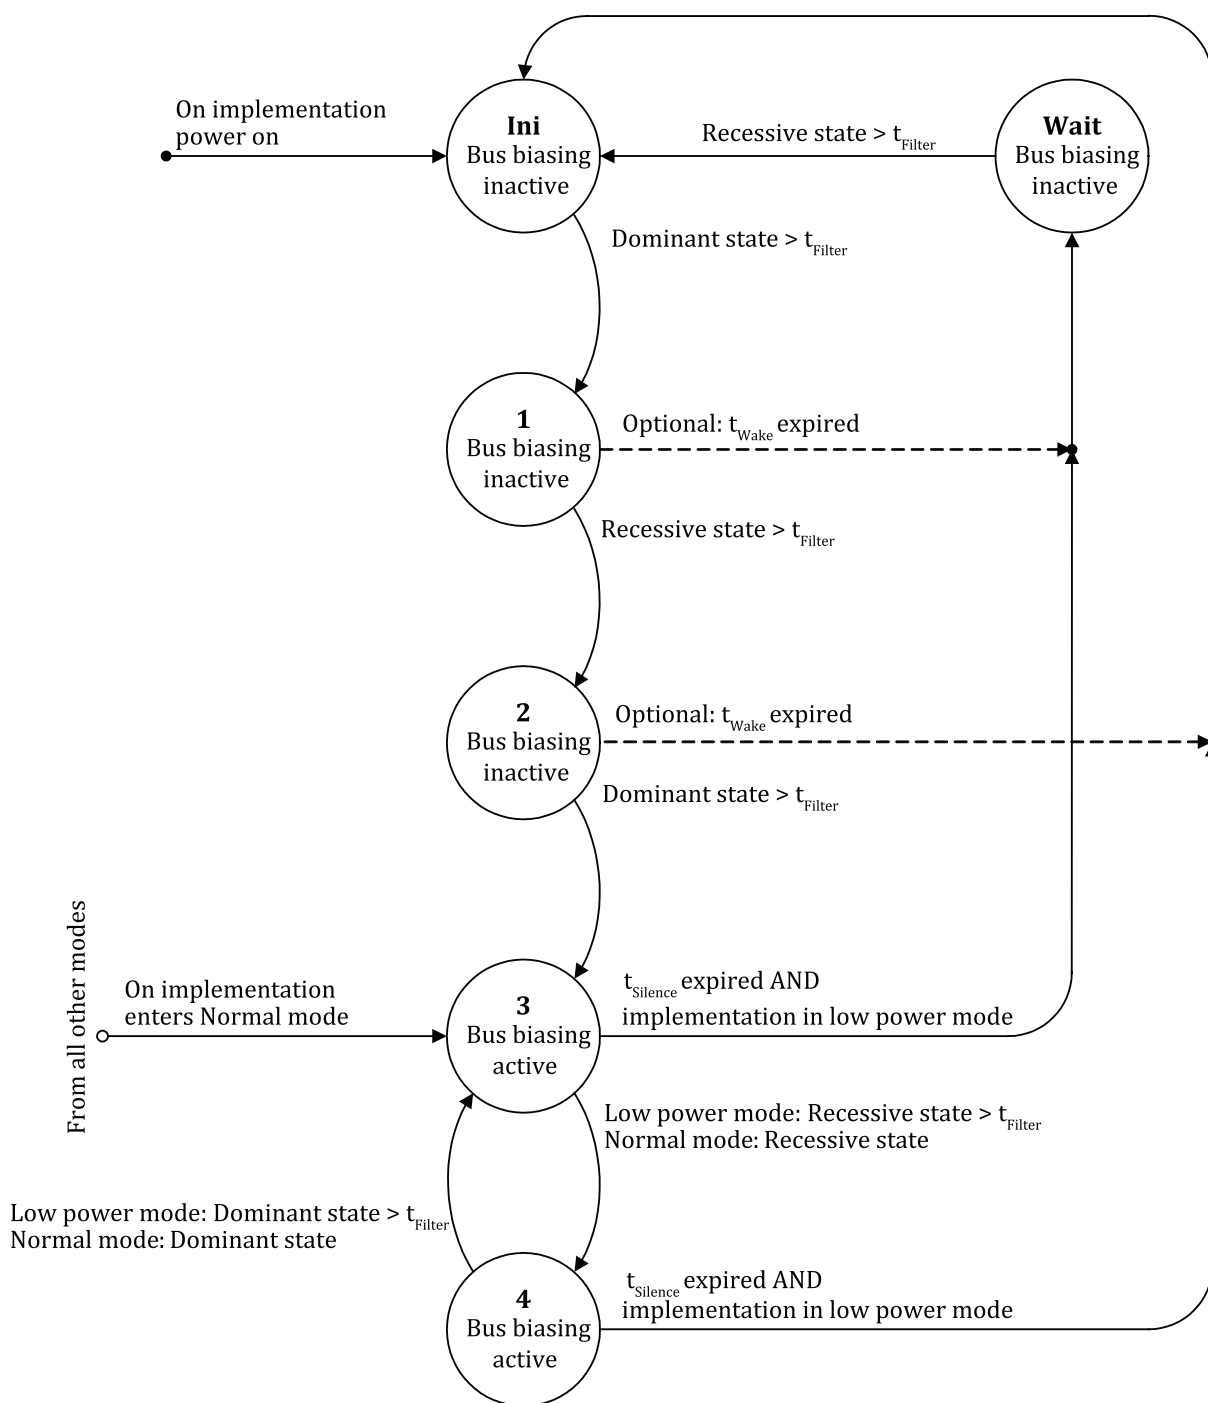 On implementation
power on
Ini
Bus biasing
inactive
Recessive state > tFilter
Wait
Bus biasing
inactive
Dominant state > tFilter
1
Bus biasing
inactive
Optional: tWake expired
Recessive state > tFilter
2
Bus biasing
inactive
Optional: tWake expired
Dominant state > tFilter
From all other modes
On implementation
enters Normal mode
3
Bus biasing
active
tSilence expired AND
implementation in low power mode
Low power mode: Recessive state > tFilter
Normal mode: Recessive state
Low power mode: Dominant state > tFilter
Normal mode: Dominant state
4
Bus biasing
active
tSilence expired AND
implementation in low power mode